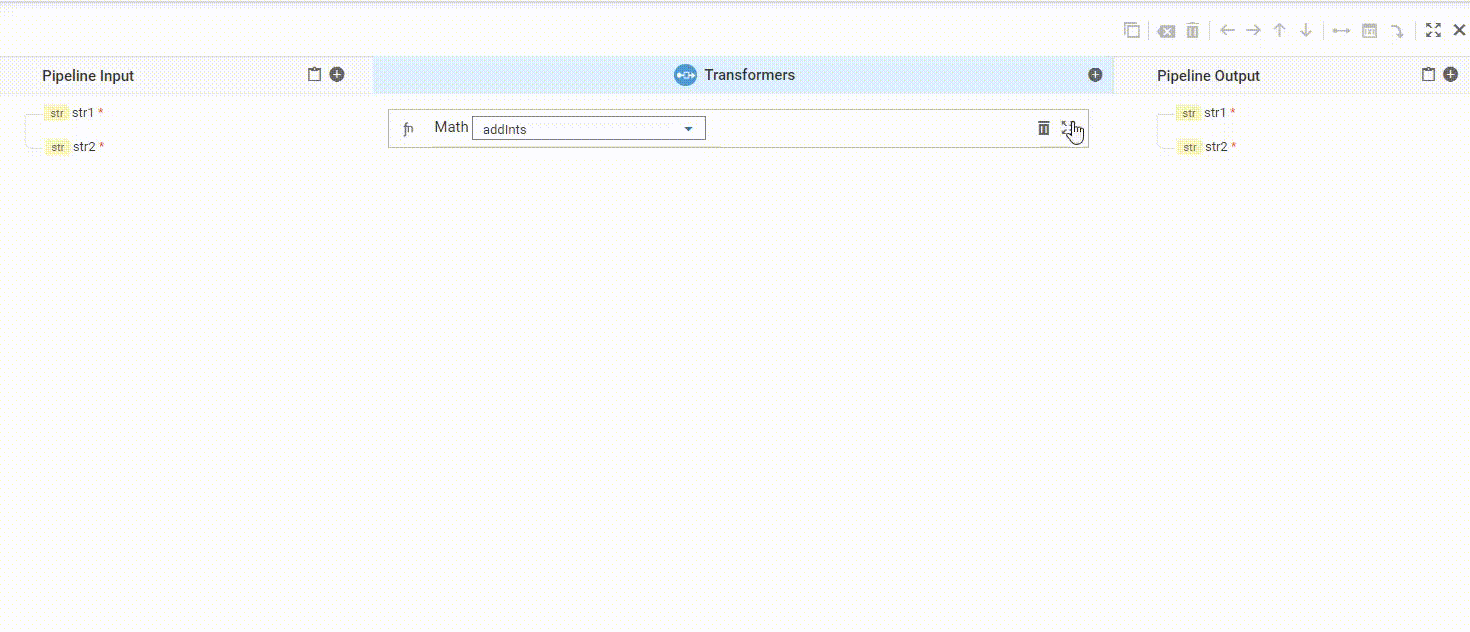 Pipeline Input
Transformers
Pipeline Output
str str1 *
str str2 *
fn Math addInts
str str1 *
str str2 *